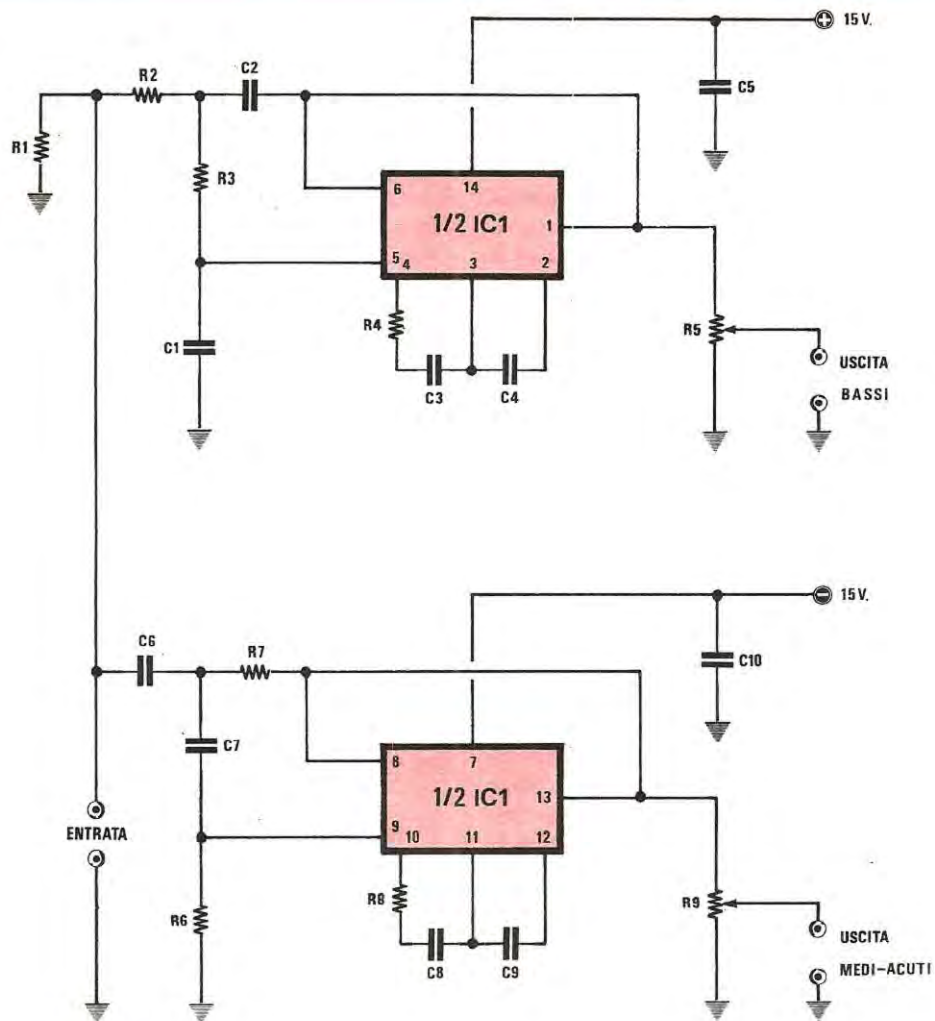 15 V.
C2
R2
C5
R1
R3
6
14
1/2 IC1
1
5
4
3
2
R4
C1
R5
C3
C4
USCITA
BASSI
15 V.
C6
R7
C10
C7
8
7
1/2 IC1
13
9
10
11
12
ENTRATA
R8
R6
R9
C8
C9
USCITA
MEDI-ACUTI